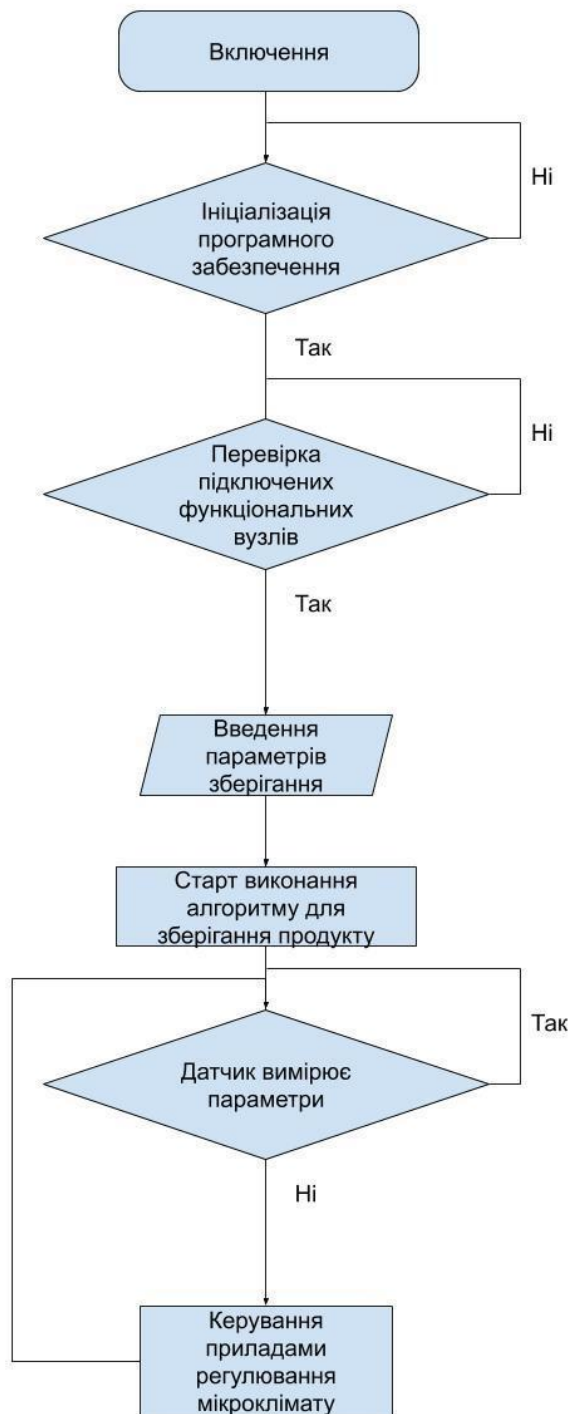 Включення
Ні
Ініціалізація
програмного
забезпечення
Так
Ні
Перевірка
підключених
функціональних
вузлів
Так
Введення
параметрів
зберігання
Старт виконання
алгоритму для
зберігання продукту
Так
Датчик вимірює
параметри
Ні
Керування
приладами
регулювання
мікроклімату